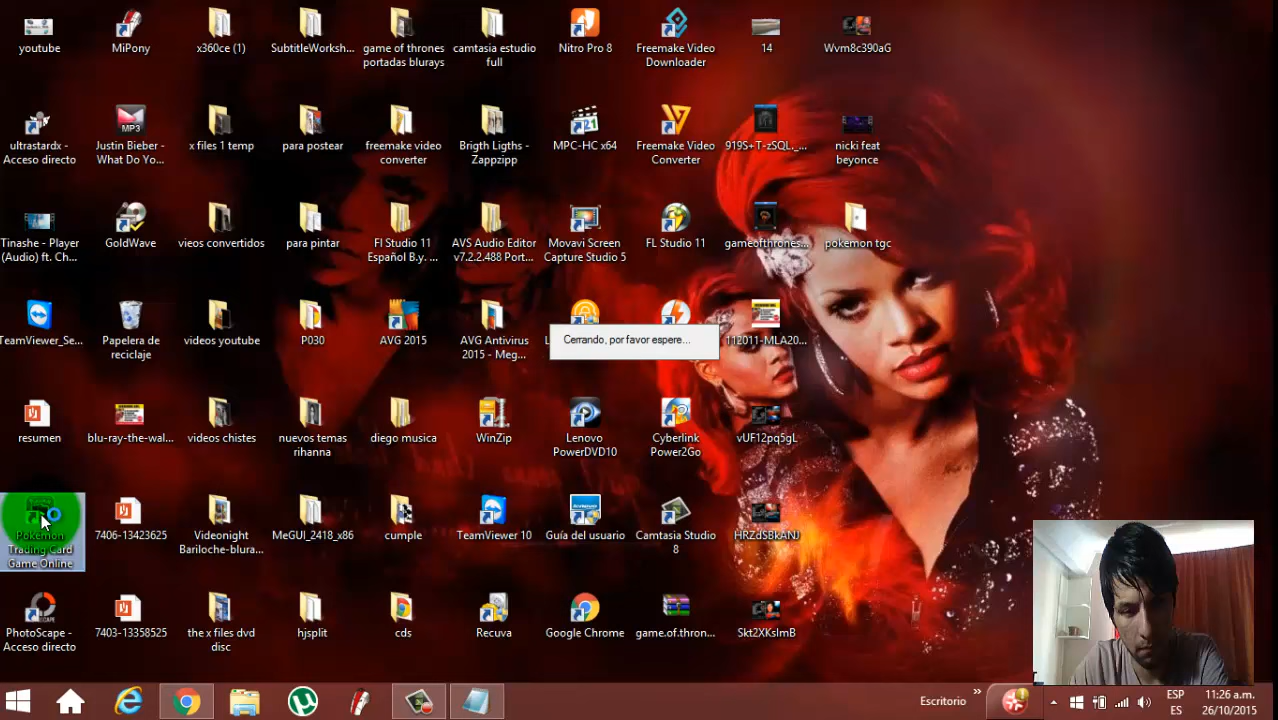 youtube
MiPony
x360ce (1)
SubtitleWorksh...
game of thrones
portadas blurays
camtasia estudio
full
Nitro Pro 8
Freemake Video
Downloader
14
Wvm8c390aG
ultrastardx -
Acceso directo
MP3
Justin Bieber -
What Do Yo...
x files 1 temp
para postear
freemake video
converter
Brigth Ligths -
Zappzipp
MPC-HC x64
Freemake Video
Converter
919S+T-zSQL._...
nicki feat
beyonce
Tinashe - Player
(Audio) ft. Ch...
GoldWave
vieos convertidos
para pintar
Fl Studio 11
Español B.y. ...
AVS Audio Editor
v7.2.2.488 Port...
Movavi Screen
Capture Studio 5
FL Studio 11
gameofthrones...
pokemon tgc
TeamViewer_Se...
Papelera de
reciclaje
videos youtube
P030
AVG 2015
AVG Antivirus
2015 - Meg...
Cerrando, por favor espere...
112011-MLA20...
resumen
blu-ray-the-wal...
videos chistes
nuevos temas
rihanna
diego musica
WinZip
Lenovo
PowerDVD10
Cyberlink
Power2Go
vUF12pq5gL
Pokemon
Trading Card
Game Online
7406-13423625
Videonight
Bariloche-blura...
MeGUI_2418_x86
cumple
TeamViewer 10
Guía del usuario
Camtasia Studio
8
HRZdSBkANJ
PhotoScape -
Acceso directo
7403-13358525
the x files dvd
disc
hjsplit
cds
Recuva
Google Chrome
game.of.thron...
Skt2XKsImB
Escritorio
ESP
ES
11:26 a.m.
26/10/2015